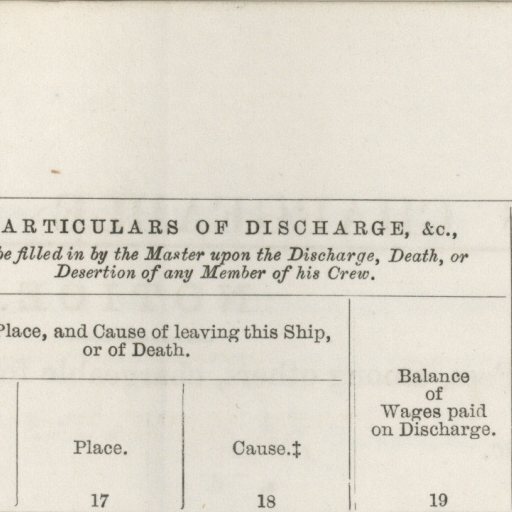 ARTICULARS OF DISCHARGE, &c.,
be filled in by the Master upon the Discharge, Death, or
Desertion of any Member of his Crew.
Place, and Cause of leaving this Ship,
or of Death.
Balance
of
Wages paid
on Discharge.
Place.
Cause.‡
17
18
19